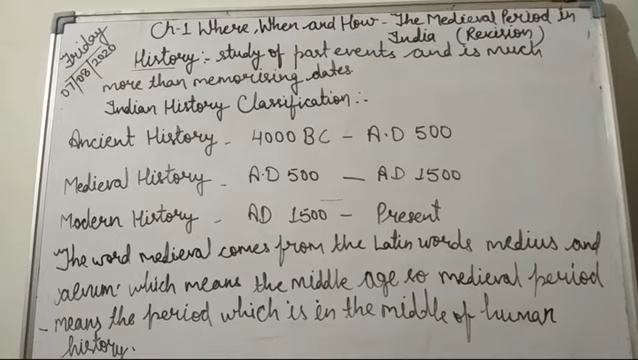 Friday
07/08/2020
Ch-1 Where, When and How - The Medieval Period in
India (Revision)
History:- study of past events and is much
more than memorising dates.
Indian History Classification:-
Ancient History - 4000 BC - A.D 500
Medieval History - A.D 500 - AD 1500
Modern History - AD 1500 - Present
The word medieval comes from the Latin words medius and
which means the middle age so medieval period
- means the period which is in the middle of human
history.